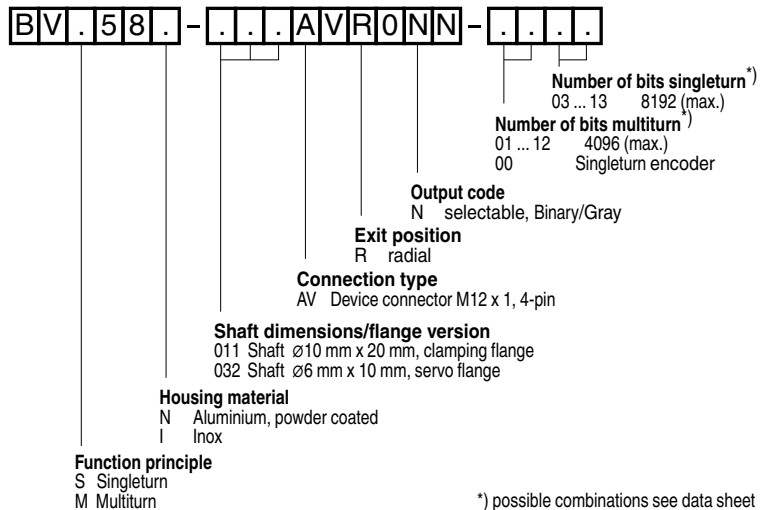 BV.58.-...AVR0NN-....
Number of bits singleturn*)
03 ... 13 8192 (max.)
Number of bits multiturn*)
01 ... 12 4096 (max.)
00 Singleturn encoder
Output code
N selectable, Binary/Gray
Exit position
R radial
Connection type
AV Device connector M12 x 1, 4-pin
Shaft dimensions/flange version
011 Shaft ø10 mm x 20 mm, clamping flange
032 Shaft ø6 mm x 10 mm, servo flange
Housing material
N Aluminium, powder coated
I Inox
Function principle
S Singleturn
M Multiturn
*) possible combinations see data sheet